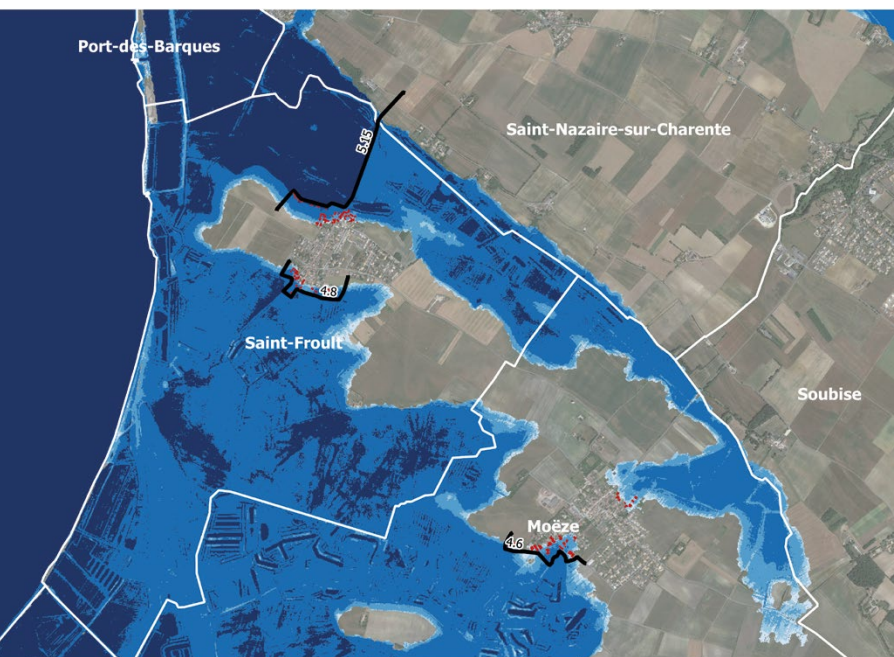 Port-des-Barques
Saint-Nazaire-sur-Charente
5.15
4.8
Saint-Froult
Soubise
Moëze
4.6